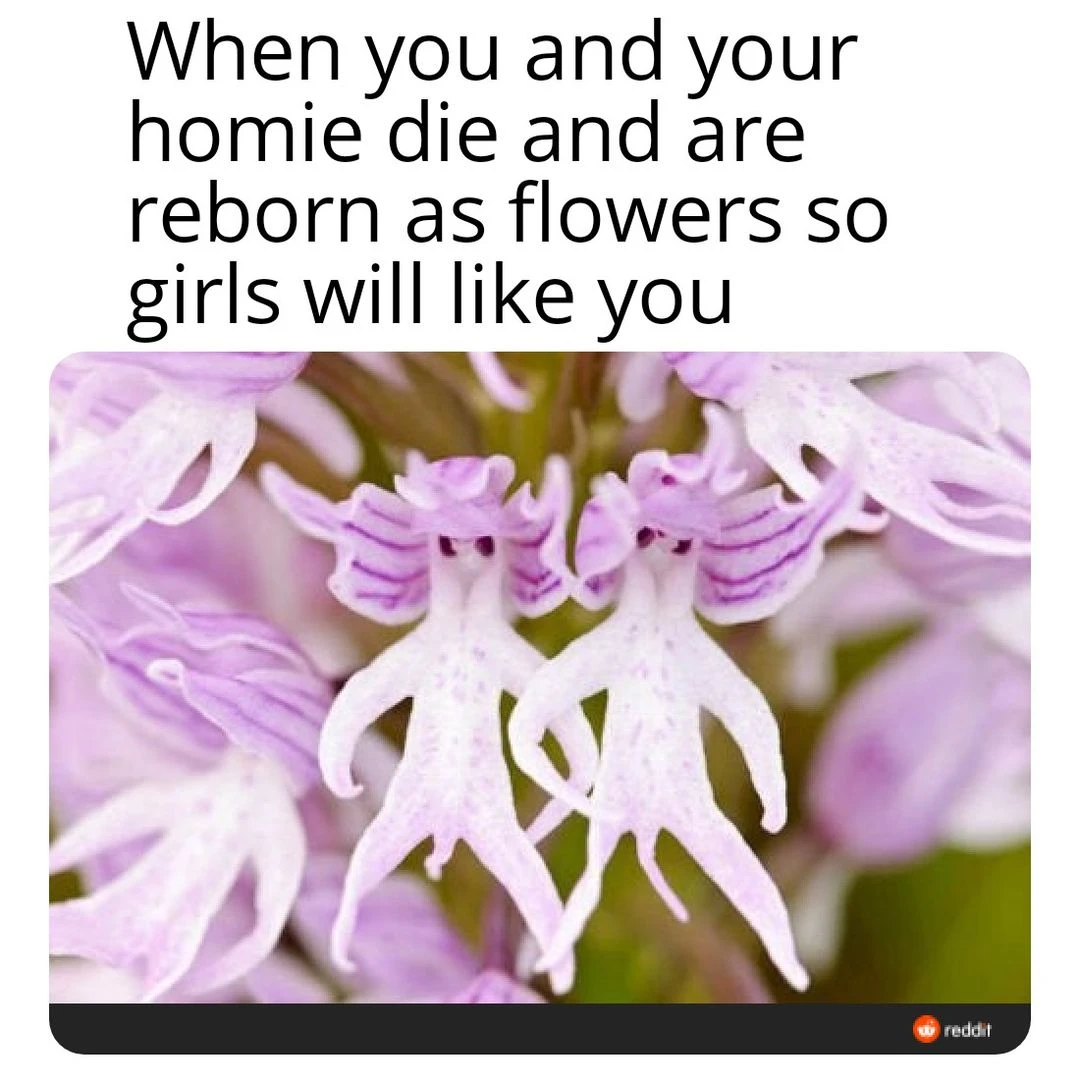 When you and your
homie die and are
reborn as flowers so
girls will like you
reddit